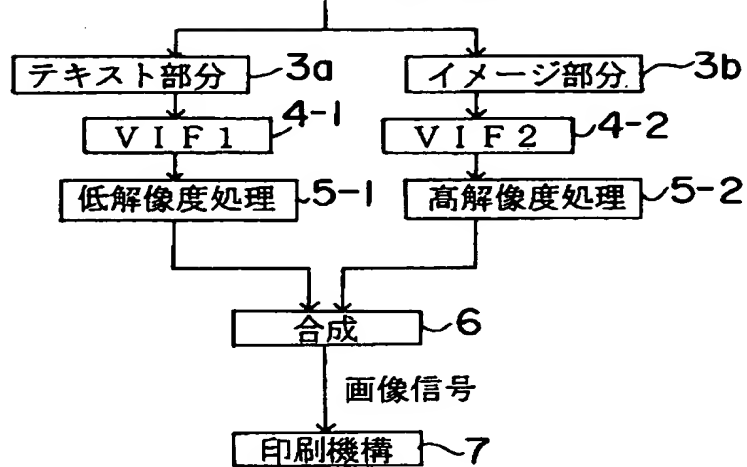 テキスト部分 3a イメージ部分 3b
VIF1 4-1 VIF2 4-2
低解像度処理 5-1 高解像度処理 5-2
合成 6
画像信号
印刷機構 7